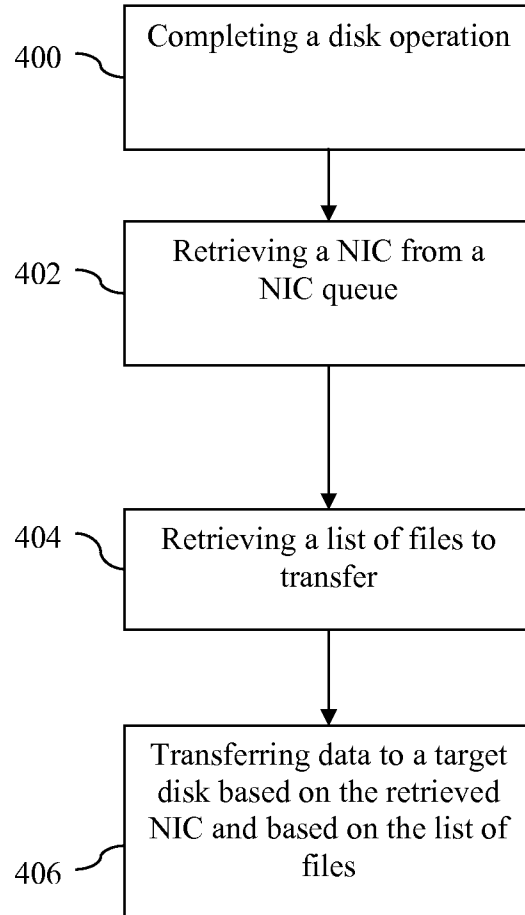 Completing a disk operation
400
Retrieving a NIC from a
NIC queue
402
404
Retrieving a list of files to
transfer
Transferring data to a target
disk based on the retrieved
NIC and based on the list of
files
406